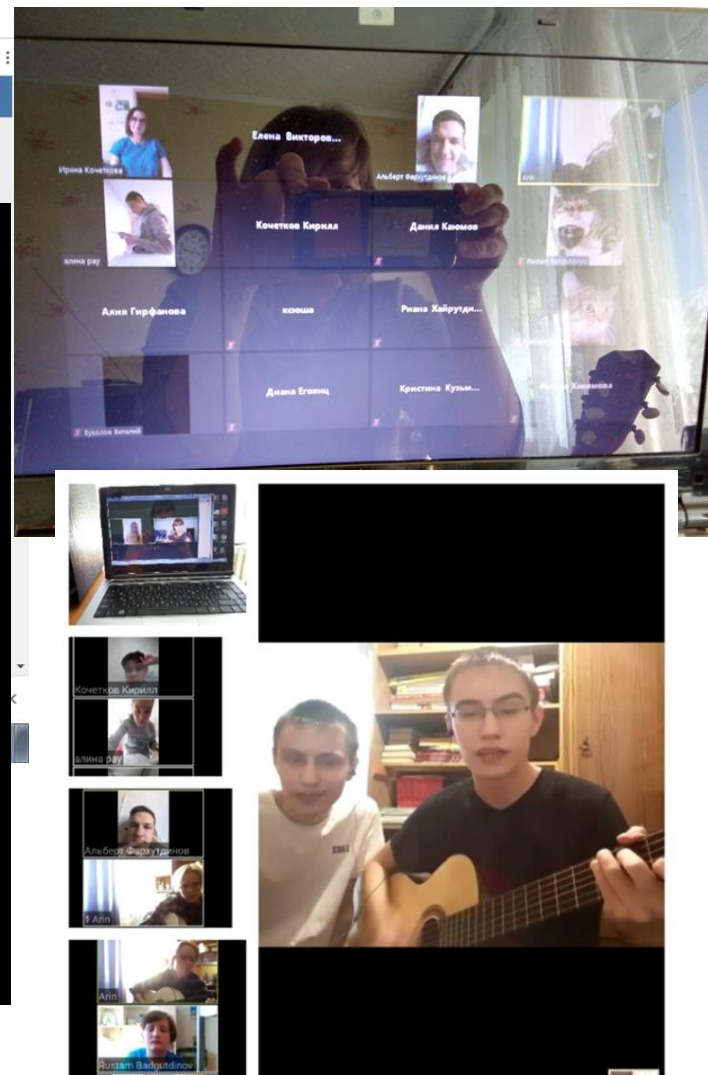 Елена Викторов...
Ирина Кочеткова
Альберт Фархутдинов
Arin
Кочетков Кирилл
Данил Каюмов
алина рау
Rustam Badgutdinov
Алия Гирфанова
ксюша
Риана Хайрутди...
Диана Егоянц
Кристина Кузьм...
Хакимова
Буколов Виталий
Кочетков Кирилл
алина рау
Альберт Фархутдинов
Arin
Arin
Rustam Badgutdinov